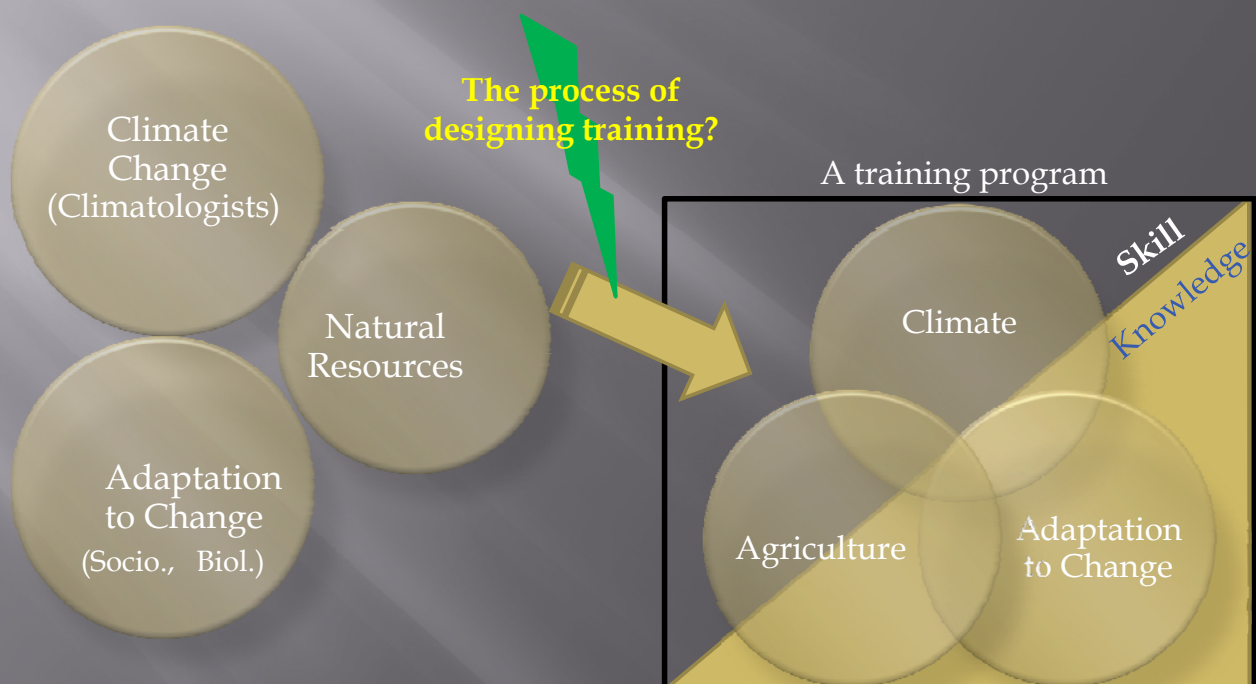 The process of
designing training?
Climate
Change
(Climatologists)
Natural
Resources
Adaptation
to Change
(Socio., Biol.)
A training program
Skill
Knowledge
Climate
Agriculture
Adaptation
to Change